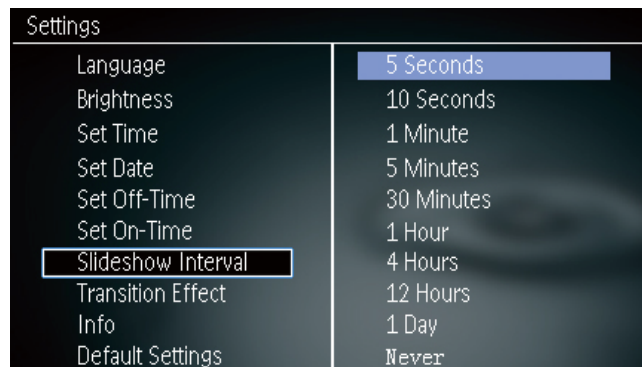 Settings
Language
Brightness
Set Time
Set Date
Set Off-Time
Set On-Time
Slideshow Interval
Transition Effect
Info
Default Settings
5 Seconds
10 Seconds
1 Minute
5 Minutes
30 Minutes
1 Hour
4 Hours
12 Hours
1 Day
Never